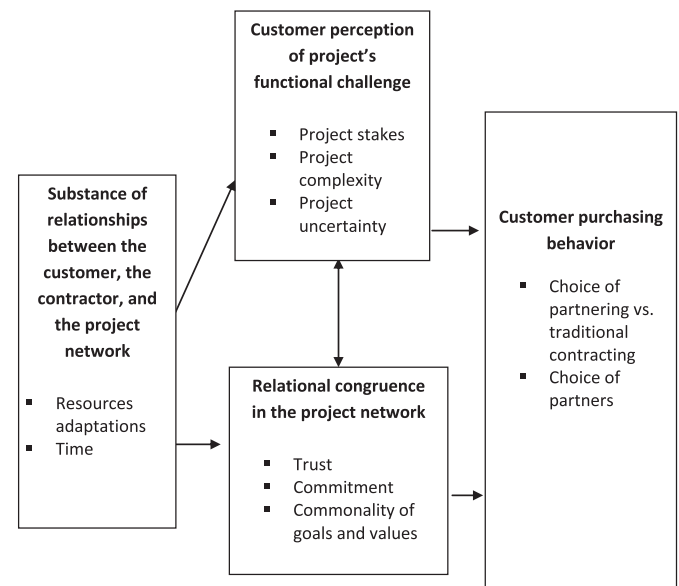 Customer perception
of project's
functional challenge
▪ Project stakes
▪ Project
complexity
▪ Project
uncertainty
Substance of
relationships
between the
customer, the
contractor, and
the project
network
▪ Resources
adaptations
▪ Time
Relational congruence
in the project network
▪ Trust
▪ Commitment
▪ Commonality of
goals and values
Customer purchasing
behavior
▪ Choice of
partnering vs.
traditional
contracting
▪ Choice of
partners